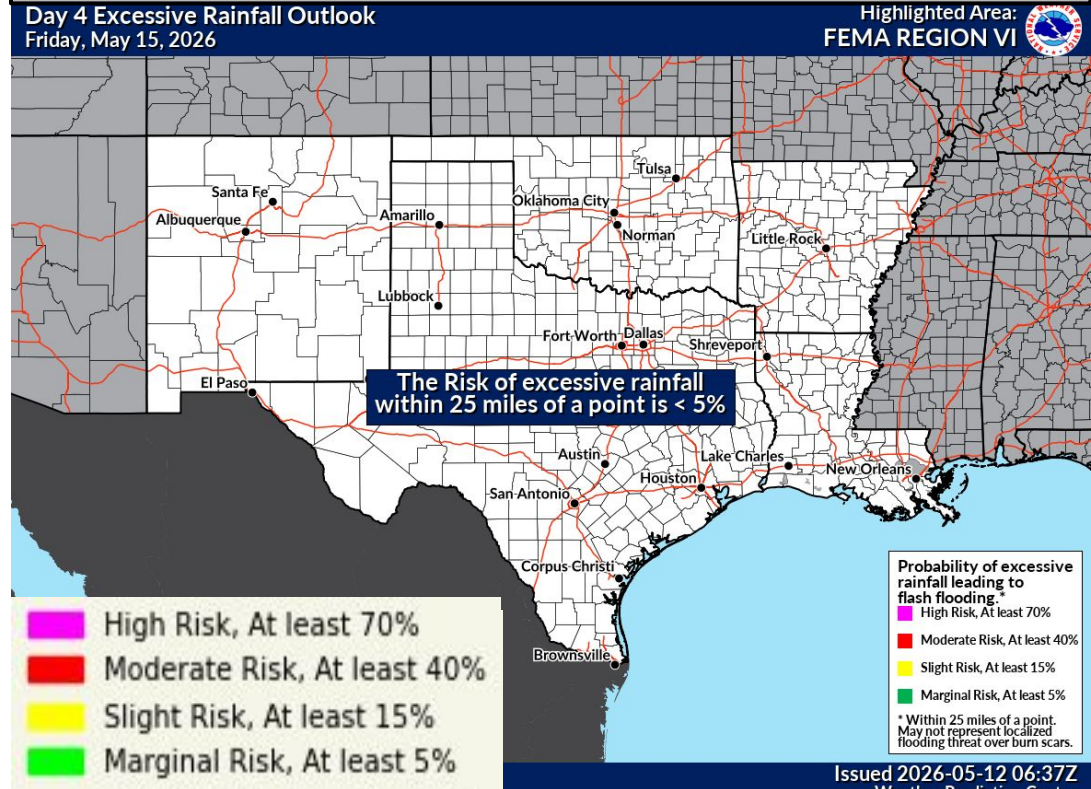 Day 4 Excessive Rainfall Outlook
Friday, May 15, 2026
Highlighted Area:
FEMA REGION VI
Tulsa
Santa Fe
Oklahoma City
Albuquerque
Amarillo
Norman
Little Rock
Lubbock
Fort Worth
Dallas
Shreveport
El Paso
The Risk of excessive rainfall
within 25 miles of a point is < 5%
Austin
Lake Charles
New Orleans
Houston
San Antonio
Corpus Christi
Brownsville
Probability of excessive
rainfall leading to
flash flooding.*
High Risk, At least 70%
Moderate Risk, At least 40%
Slight Risk, At least 15%
Marginal Risk, At least 5%
* Within 25 miles of a point.
May not represent localized
flooding threat over burn scars.
High Risk, At least 70%
Moderate Risk, At least 40%
Slight Risk, At least 15%
Marginal Risk, At least 5%
Issued 2026-05-12 06:37Z